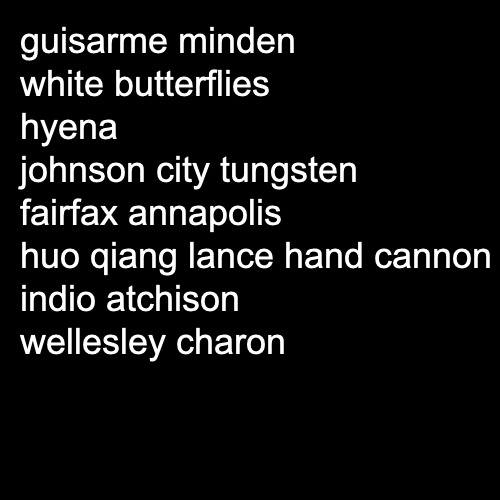 guisarme minden
white butterflies
hyena
johnson city tungsten
fairfax annapolis
huo qiang lance hand cannon
indio atchison
wellesley charon